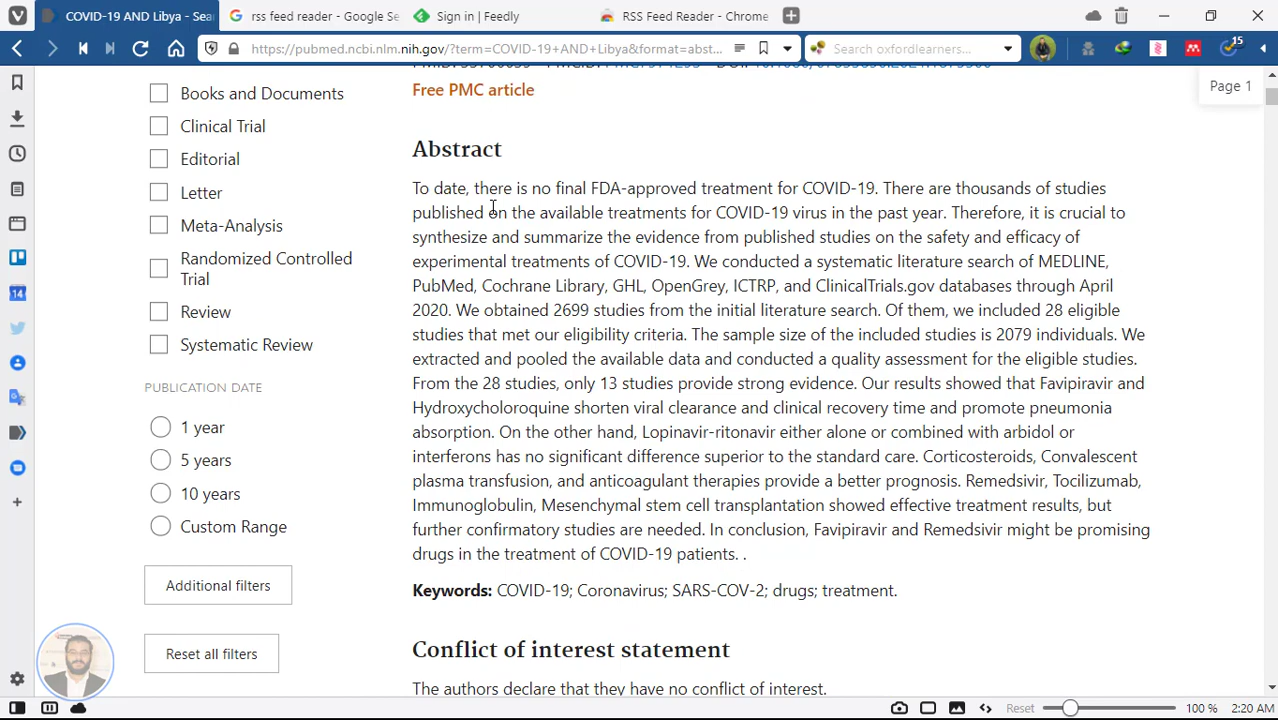 COVID-19 AND Libya - Sea
rss feed reader - Google Se
Sign in | Feedly
RSS Feed Reader - Chrome
https://pubmed.ncbi.nlm.nih.gov/?term=COVID-19+AND+Libya&format=abst...
Search oxfordlearners'
15
Free PMC article
Page 1
Books and Documents
Clinical Trial
Editorial
Letter
Meta-Analysis
Randomized Controlled
Trial
Review
Systematic Review
PUBLICATION DATE
1 year
5 years
10 years
Custom Range
Additional filters
Reset all filters
14
Abstract
To date, there is no final FDA-approved treatment for COVID-19. There are thousands of studies
published on the available treatments for COVID-19 virus in the past year. Therefore, it is crucial to
synthesize and summarize the evidence from published studies on the safety and efficacy of
experimental treatments of COVID-19. We conducted a systematic literature search of MEDLINE,
PubMed, Cochrane Library, GHL, OpenGrey, ICTRP, and ClinicalTrials.gov databases through April
2020. We obtained 2699 studies from the initial literature search. Of them, we included 28 eligible
studies that met our eligibility criteria. The sample size of the included studies is 2079 individuals. We
extracted and pooled the available data and conducted a quality assessment for the eligible studies.
From the 28 studies, only 13 studies provide strong evidence. Our results showed that Favipiravir and
Hydroxycholoroquine shorten viral clearance and clinical recovery time and promote pneumonia
absorption. On the other hand, Lopinavir-ritonavir either alone or combined with arbidol or
interferons has no significant difference superior to the standard care. Corticosteroids, Convalescent
plasma transfusion, and anticoagulant therapies provide a better prognosis. Remedsivir, Tocilizumab,
Immunoglobulin, Mesenchymal stem cell transplantation showed effective treatment results, but
further confirmatory studies are needed. In conclusion, Favipiravir and Remedsivir might be promising
drugs in the treatment of COVID-19 patients. .
Keywords: COVID-19; Coronavirus; SARS-COV-2; drugs; treatment.
Conflict of interest statement
The authors declare that they have no conflict of interest.
Reset
100 %
2:20 AM